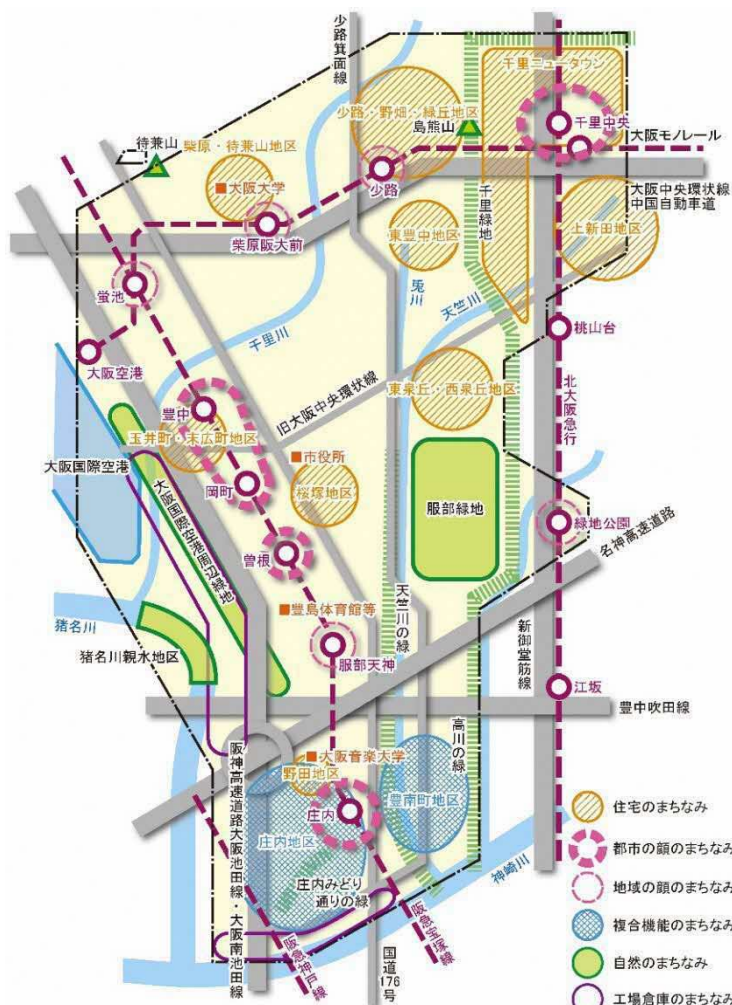 少路箕面線
千里ニュータウン
少路・野畑・緑丘地区
島熊山
千里中央
待兼山
柴原・待兼山地区
大阪モノレール
大阪大学
少路
大阪中央環状線
中国自動車道
千里緑地
柴原阪大前
東豊中地区
上新田地区
蛍池
兎川
天竺川
千里川
桃山台
大阪空港
旧大阪中央環状線
東泉丘・西泉丘地区
北大阪急行
豊中
玉井町・末広町地区
大阪国際空港
市役所
岡町
桜塚地区
服部緑地
大阪国際空港周辺緑地
緑地公園
名神高速道路
曽根
天竺川の緑
豊島体育館等
猪名川
新御堂筋線
服部天神
猪名川親水地区
江坂
豊中吹田線
高川の緑
阪神高速道路大阪池田線・大阪南池田線
大阪音楽大学
野田地区
豊南町地区
庄内
庄内地区
神崎川
庄内みどり
通りの緑
阪急神戸線
国道176号
阪急宝塚線
住宅のまちなみ
都市の顔のまちなみ
地域の顔のまちなみ
複合機能のまちなみ
自然のまちなみ
工場倉庫のまちなみ